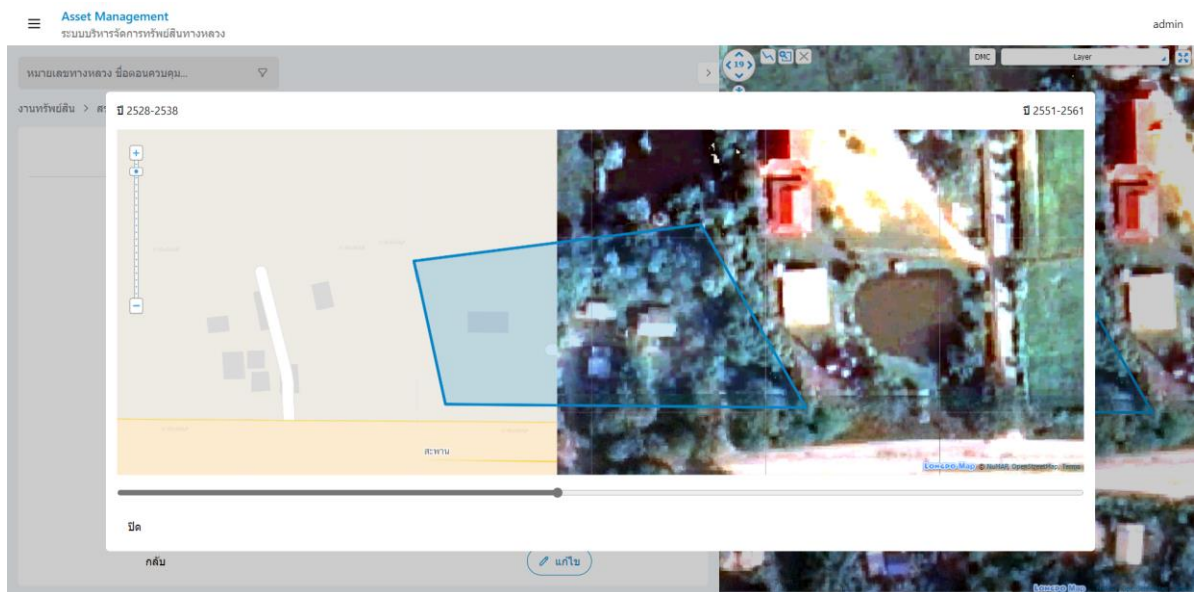 Asset Management
ระบบบริหารจัดการทรัพย์สินทางหลวง
admin
หมายเลขทางหลวง ชื่อตอนควบคุม...
19
DMC
Layer
งานทรัพย์สิน >
ปี 2528-2538
ปี 2551-2561
สะพาน
Longdo Map © NuMAP, OpenStreetMap, Terms
ปิด
กลับ
แก้ไข
Longdo Map